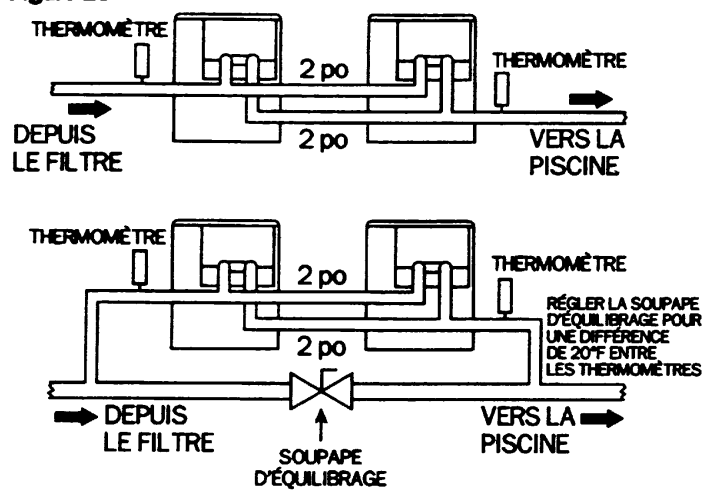 THERMOMÈTRE
2 po
THERMOMÈTRE
DEPUIS
LE FILTRE
2 po
VERS LA
PISCINE
THERMOMÈTRE
2 po
THERMOMÈTRE
RÉGLER LA SOUPAPE
D'ÉQUILIBRAGE POUR
UNE DIFFÉRENCE
DE 20°F ENTRE
LES THERMOMÈTRES
2 po
DEPUIS
LE FILTRE
VERS LA
PISCINE
SOUPAPE
D'ÉQUILIBRAGE